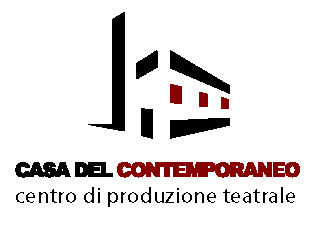 CASA DEL CONTEMPORANEO
centro di produzione teatrale